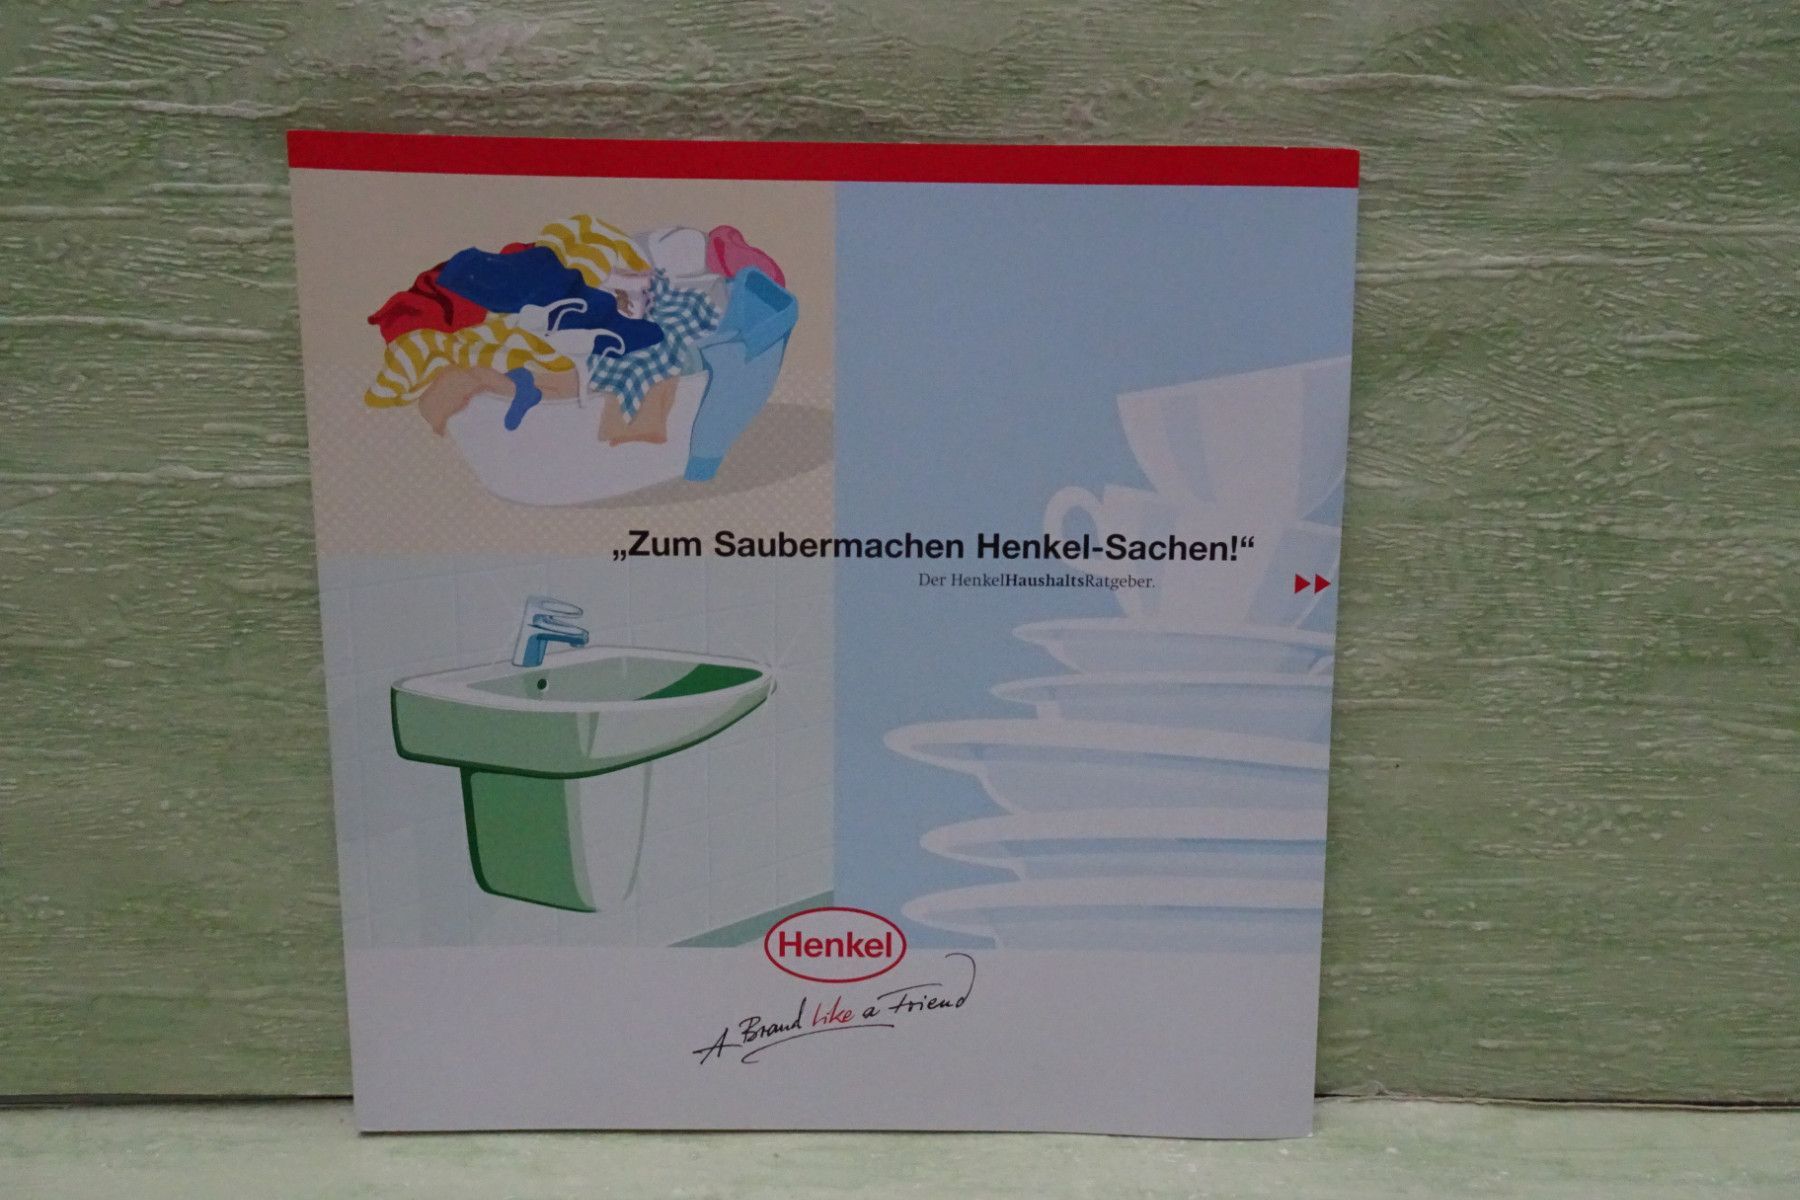 „Zum Saubermachen Henkel-Sachen!“
Der HenkelHaushaltsRatgeber.
Henkel
A Brand like a Friend